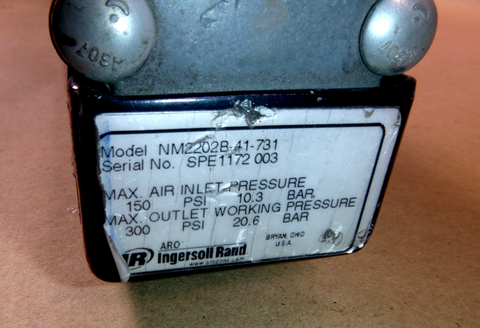 Model NM2202B-41-731
Serial No. SPE1172 003
MAX. AIR INLET PRESSURE
150 PSI 10.3 BAR
MAX. OUTLET WORKING PRESSURE
300 PSI 20.6 BAR
ARO
Ingersoll Rand
BRYAN, OHIO
U.S.A.